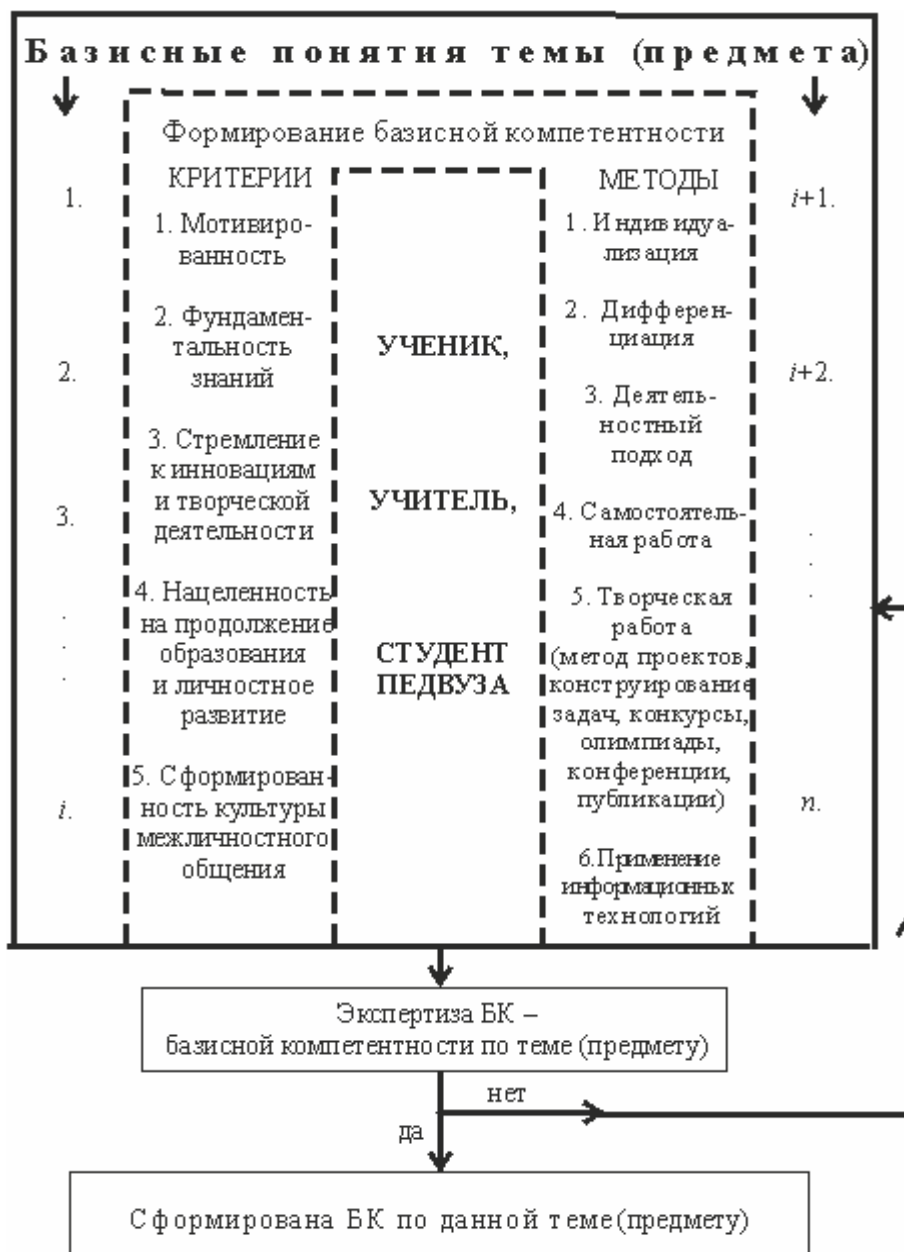 Базисные понятия темы (предмета)
Формирование базисной компетентности
1.
2.
3.
.
.
.
i.
КРИТЕРИИ
1. Мотивиро-
ванность
2. Фундамен-
тальность
знаний
3. Стремление
к инновациям
и творческой
деятельности
4. Нацеленность
на продолжение
образования
и личностное
развитие
5. Сформирован-
ность культуры
межличностного
общения
УЧЕНИК,
УЧИТЕЛЬ,
СТУДЕНТ
ПЕДВУЗА
МЕТОДЫ
1. Индивидуа-
лизация
2. Дифферен-
циация
3. Деятель-
ностный
подход
4. Самостоятель-
ная работа
5. Творческая
работа
(метод проектов,
конструирование
задач, конкурсы,
олимпиады,
конференции,
публикации)
6.Применение
информационных
технологий
i+1.
i+2.
.
.
.
n.
Экспертиза БК –
базисной компетентности по теме (предмету)
нет
да
Сформирована БК по данной теме (предмету)